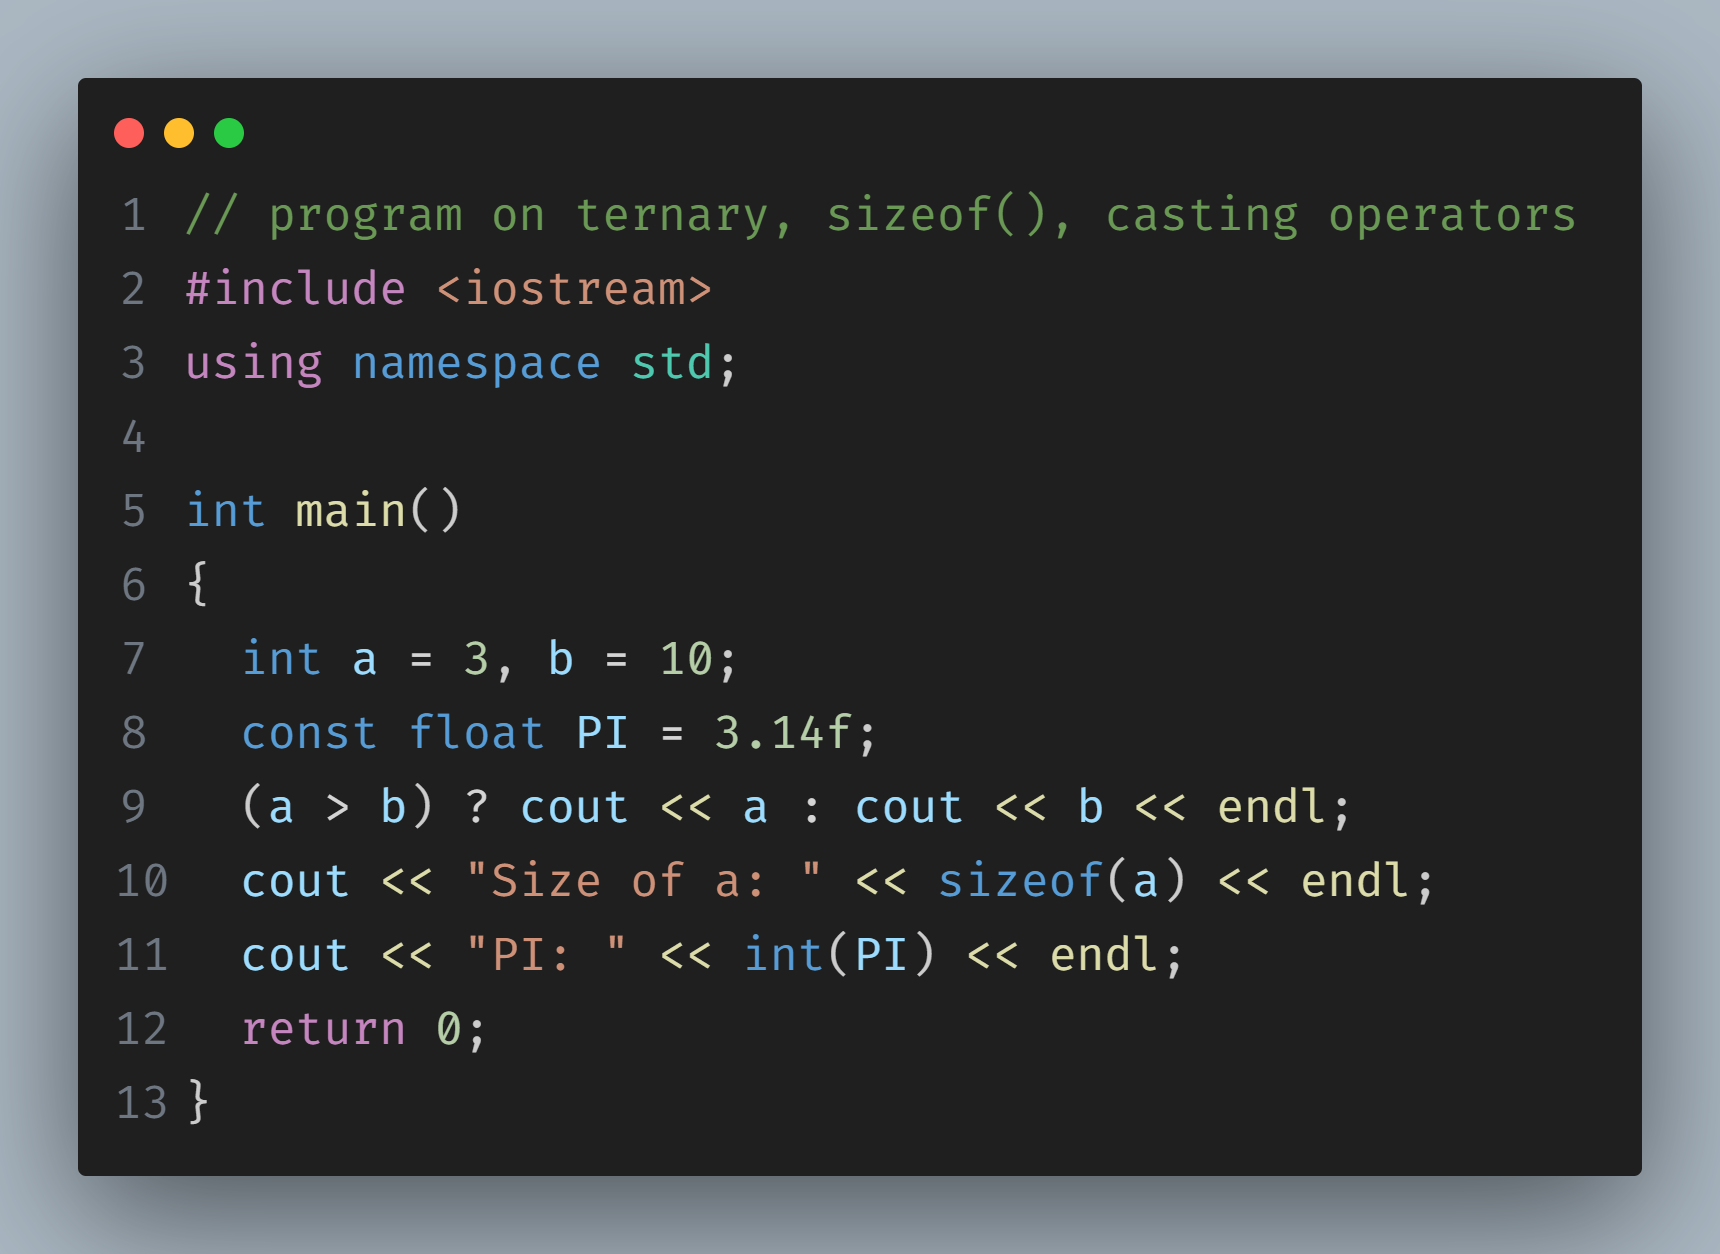 1 // program on ternary, sizeof(), casting operators
2 #include <iostream>
3 using namespace std;
4
5 int main()
6 {
7   int a = 3, b = 10;
8   const float PI = 3.14f;
9   (a > b) ? cout << a : cout << b << endl;
10   cout << "Size of a: " << sizeof(a) << endl;
11   cout << "PI: " << int(PI) << endl;
12   return 0;
13 }